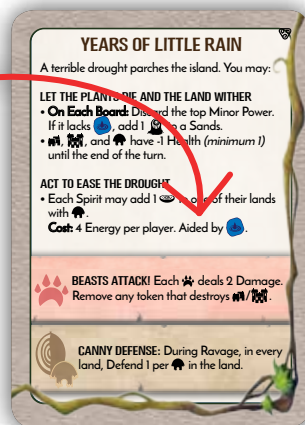 YEARS OF LITTLE RAIN
A terrible drought parches the island. You may:
LET THE PLANTS DIE AND THE LAND WITHER
• On Each Board: Discard the top Minor Power.
If it lacks , add 1 to a Sands.
• , , and have -1 Health (minimum 1)
until the end of the turn.
ACT TO EASE THE DROUGHT
• Each Spirit may add 1 to one of their lands
with .
Cost: 4 Energy per player. Aided by .
BEASTS ATTACK! Each deals 2 Damage.
Remove any token that destroys / .
CANNY DEFENSE: During Ravage, in every
land, Defend 1 per in the land.